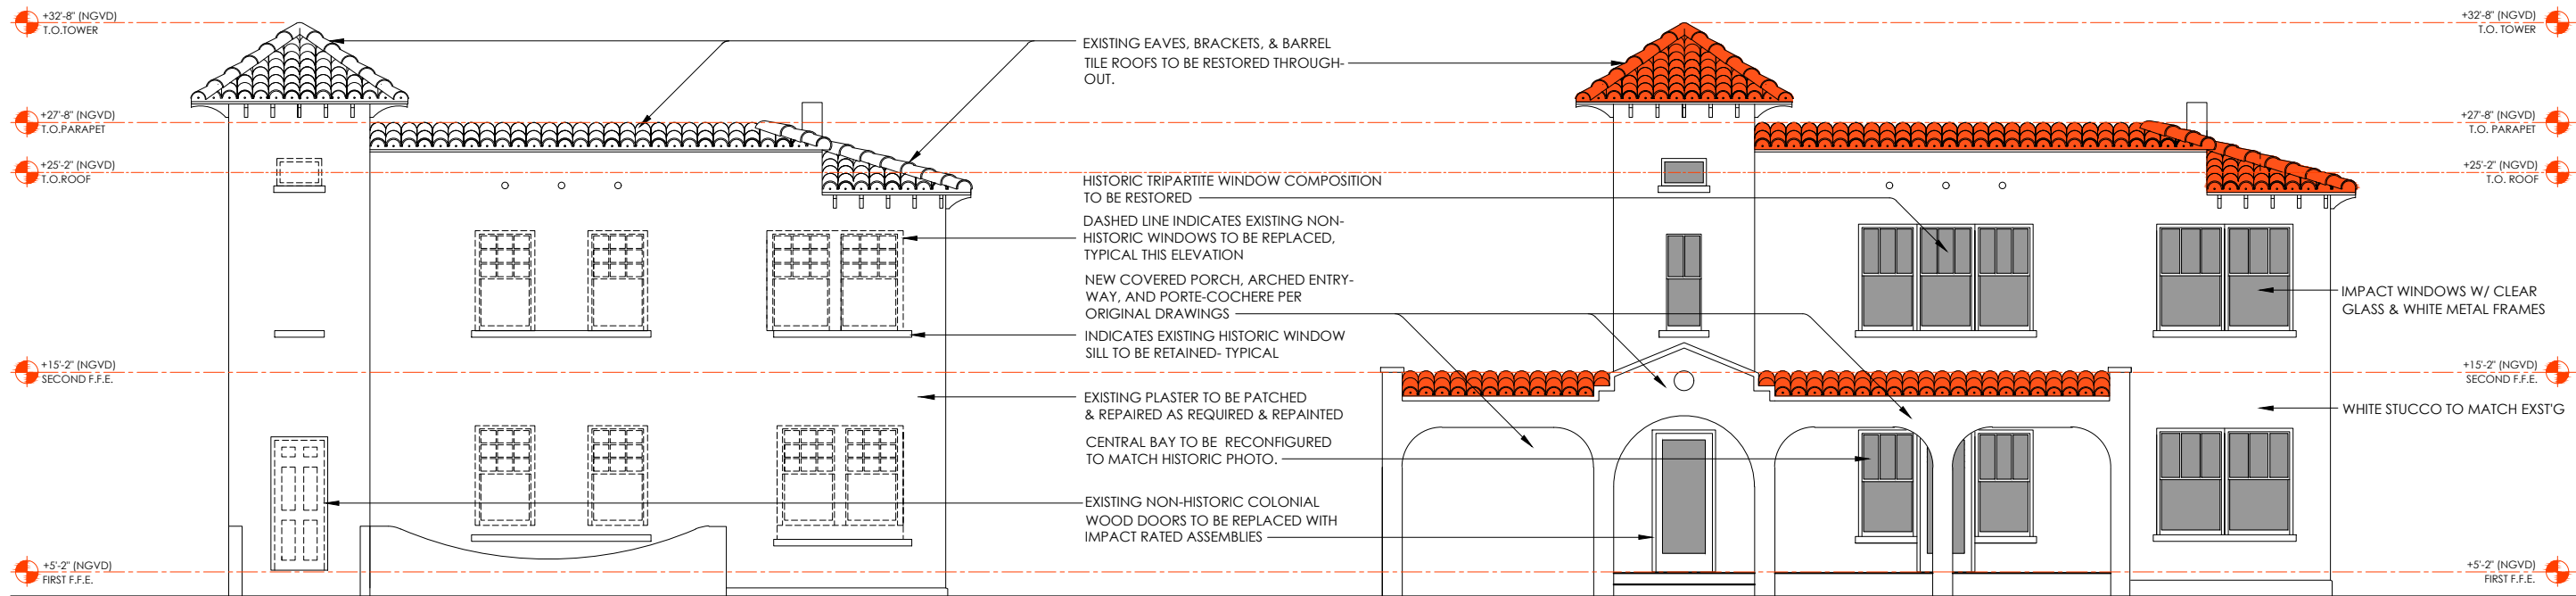 +32'-8" (NGVD)
T.O.TOWER
+27'-8" (NGVD)
T.O.PARAPET
+25'-2" (NGVD)
T.O.ROOF
+15'-2" (NGVD)
SECOND F.F.E.
+5'-2" (NGVD)
FIRST F.F.E.
EXISTING EAVES, BRACKETS, & BARREL
TILE ROOFS TO BE RESTORED THROUGH-
OUT.
HISTORIC TRIPARTITE WINDOW COMPOSITION
TO BE RESTORED
DASHED LINE INDICATES EXISTING NON-
HISTORIC WINDOWS TO BE REPLACED,
TYPICAL THIS ELEVATION
NEW COVERED PORCH, ARCHED ENTRY-
WAY, AND PORTE-COCHERE PER
ORIGINAL DRAWINGS
INDICATES EXISTING HISTORIC WINDOW
SILL TO BE RETAINED- TYPICAL
EXISTING PLASTER TO BE PATCHED
& REPAIRED AS REQUIRED & REPAINTED
CENTRAL BAY TO BE RECONFIGURED
TO MATCH HISTORIC PHOTO.
EXISTING NON-HISTORIC COLONIAL
WOOD DOORS TO BE REPLACED WITH
IMPACT RATED ASSEMBLIES
IMPACT WINDOWS W/ CLEAR
GLASS & WHITE METAL FRAMES
WHITE STUCCO TO MATCH EXST'G
+32'-8" (NGVD)
T.O. TOWER
+27'-8" (NGVD)
T.O. PARAPET
+25'-2" (NGVD)
T.O. ROOF
+15'-2" (NGVD)
SECOND F.F.E.
+5'-2" (NGVD)
FIRST F.F.E.